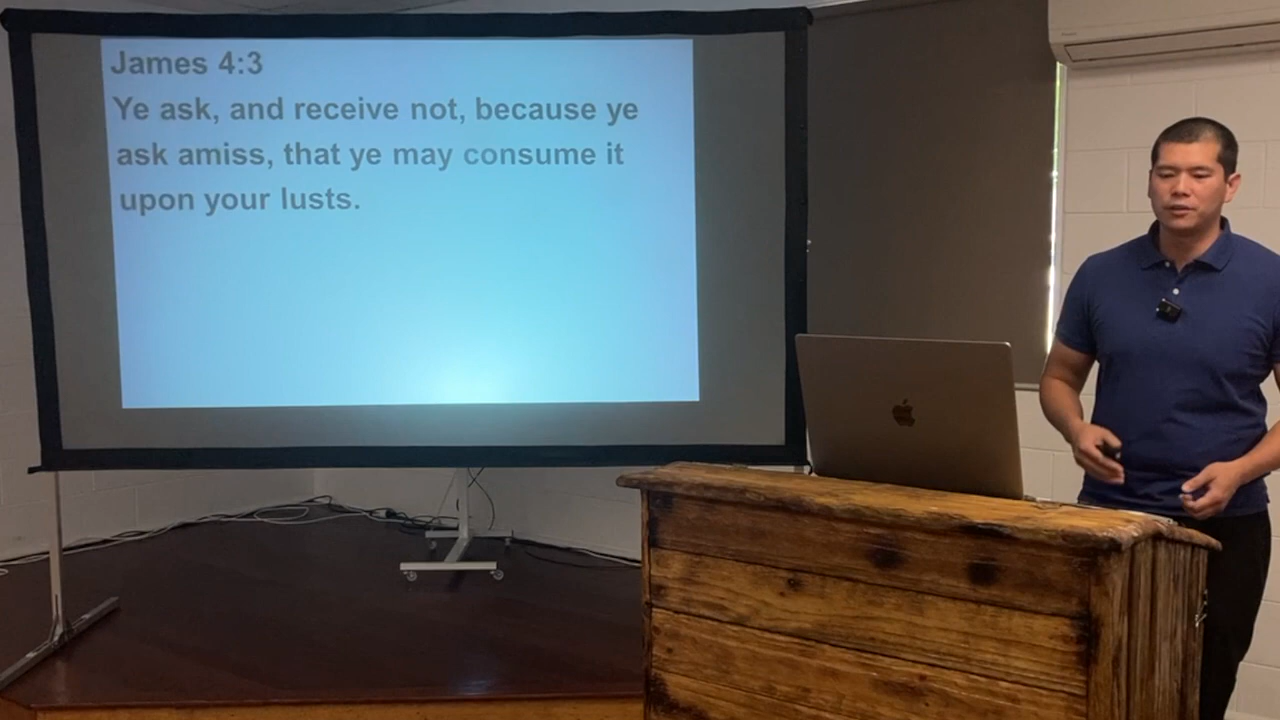 James 4:3
Ye ask, and receive not, because ye
ask amiss, that ye may consume it
upon your lusts.